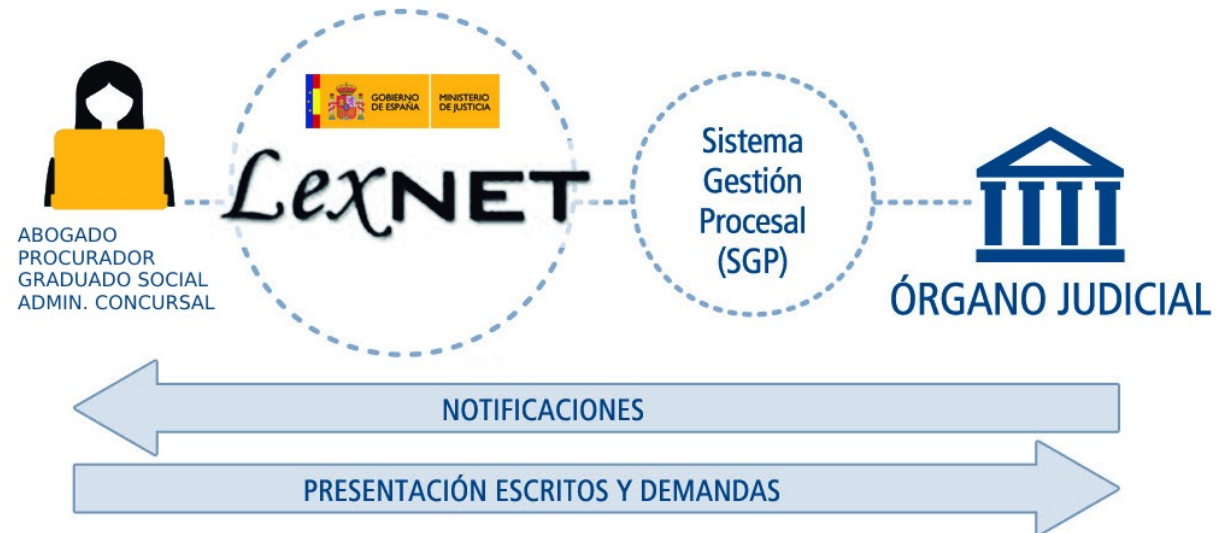 GOBIERNO
DE ESPAÑA
MINISTERIO
DE JUSTICIA
LexNET
ABOGADO
PROCURADOR
GRADUADO SOCIAL
ADMIN. CONCURSAL
Sistema
Gestión
Procesal
(SGP)
ÓRGANO JUDICIAL
NOTIFICACIONES
PRESENTACIÓN ESCRITOS Y DEMANDAS